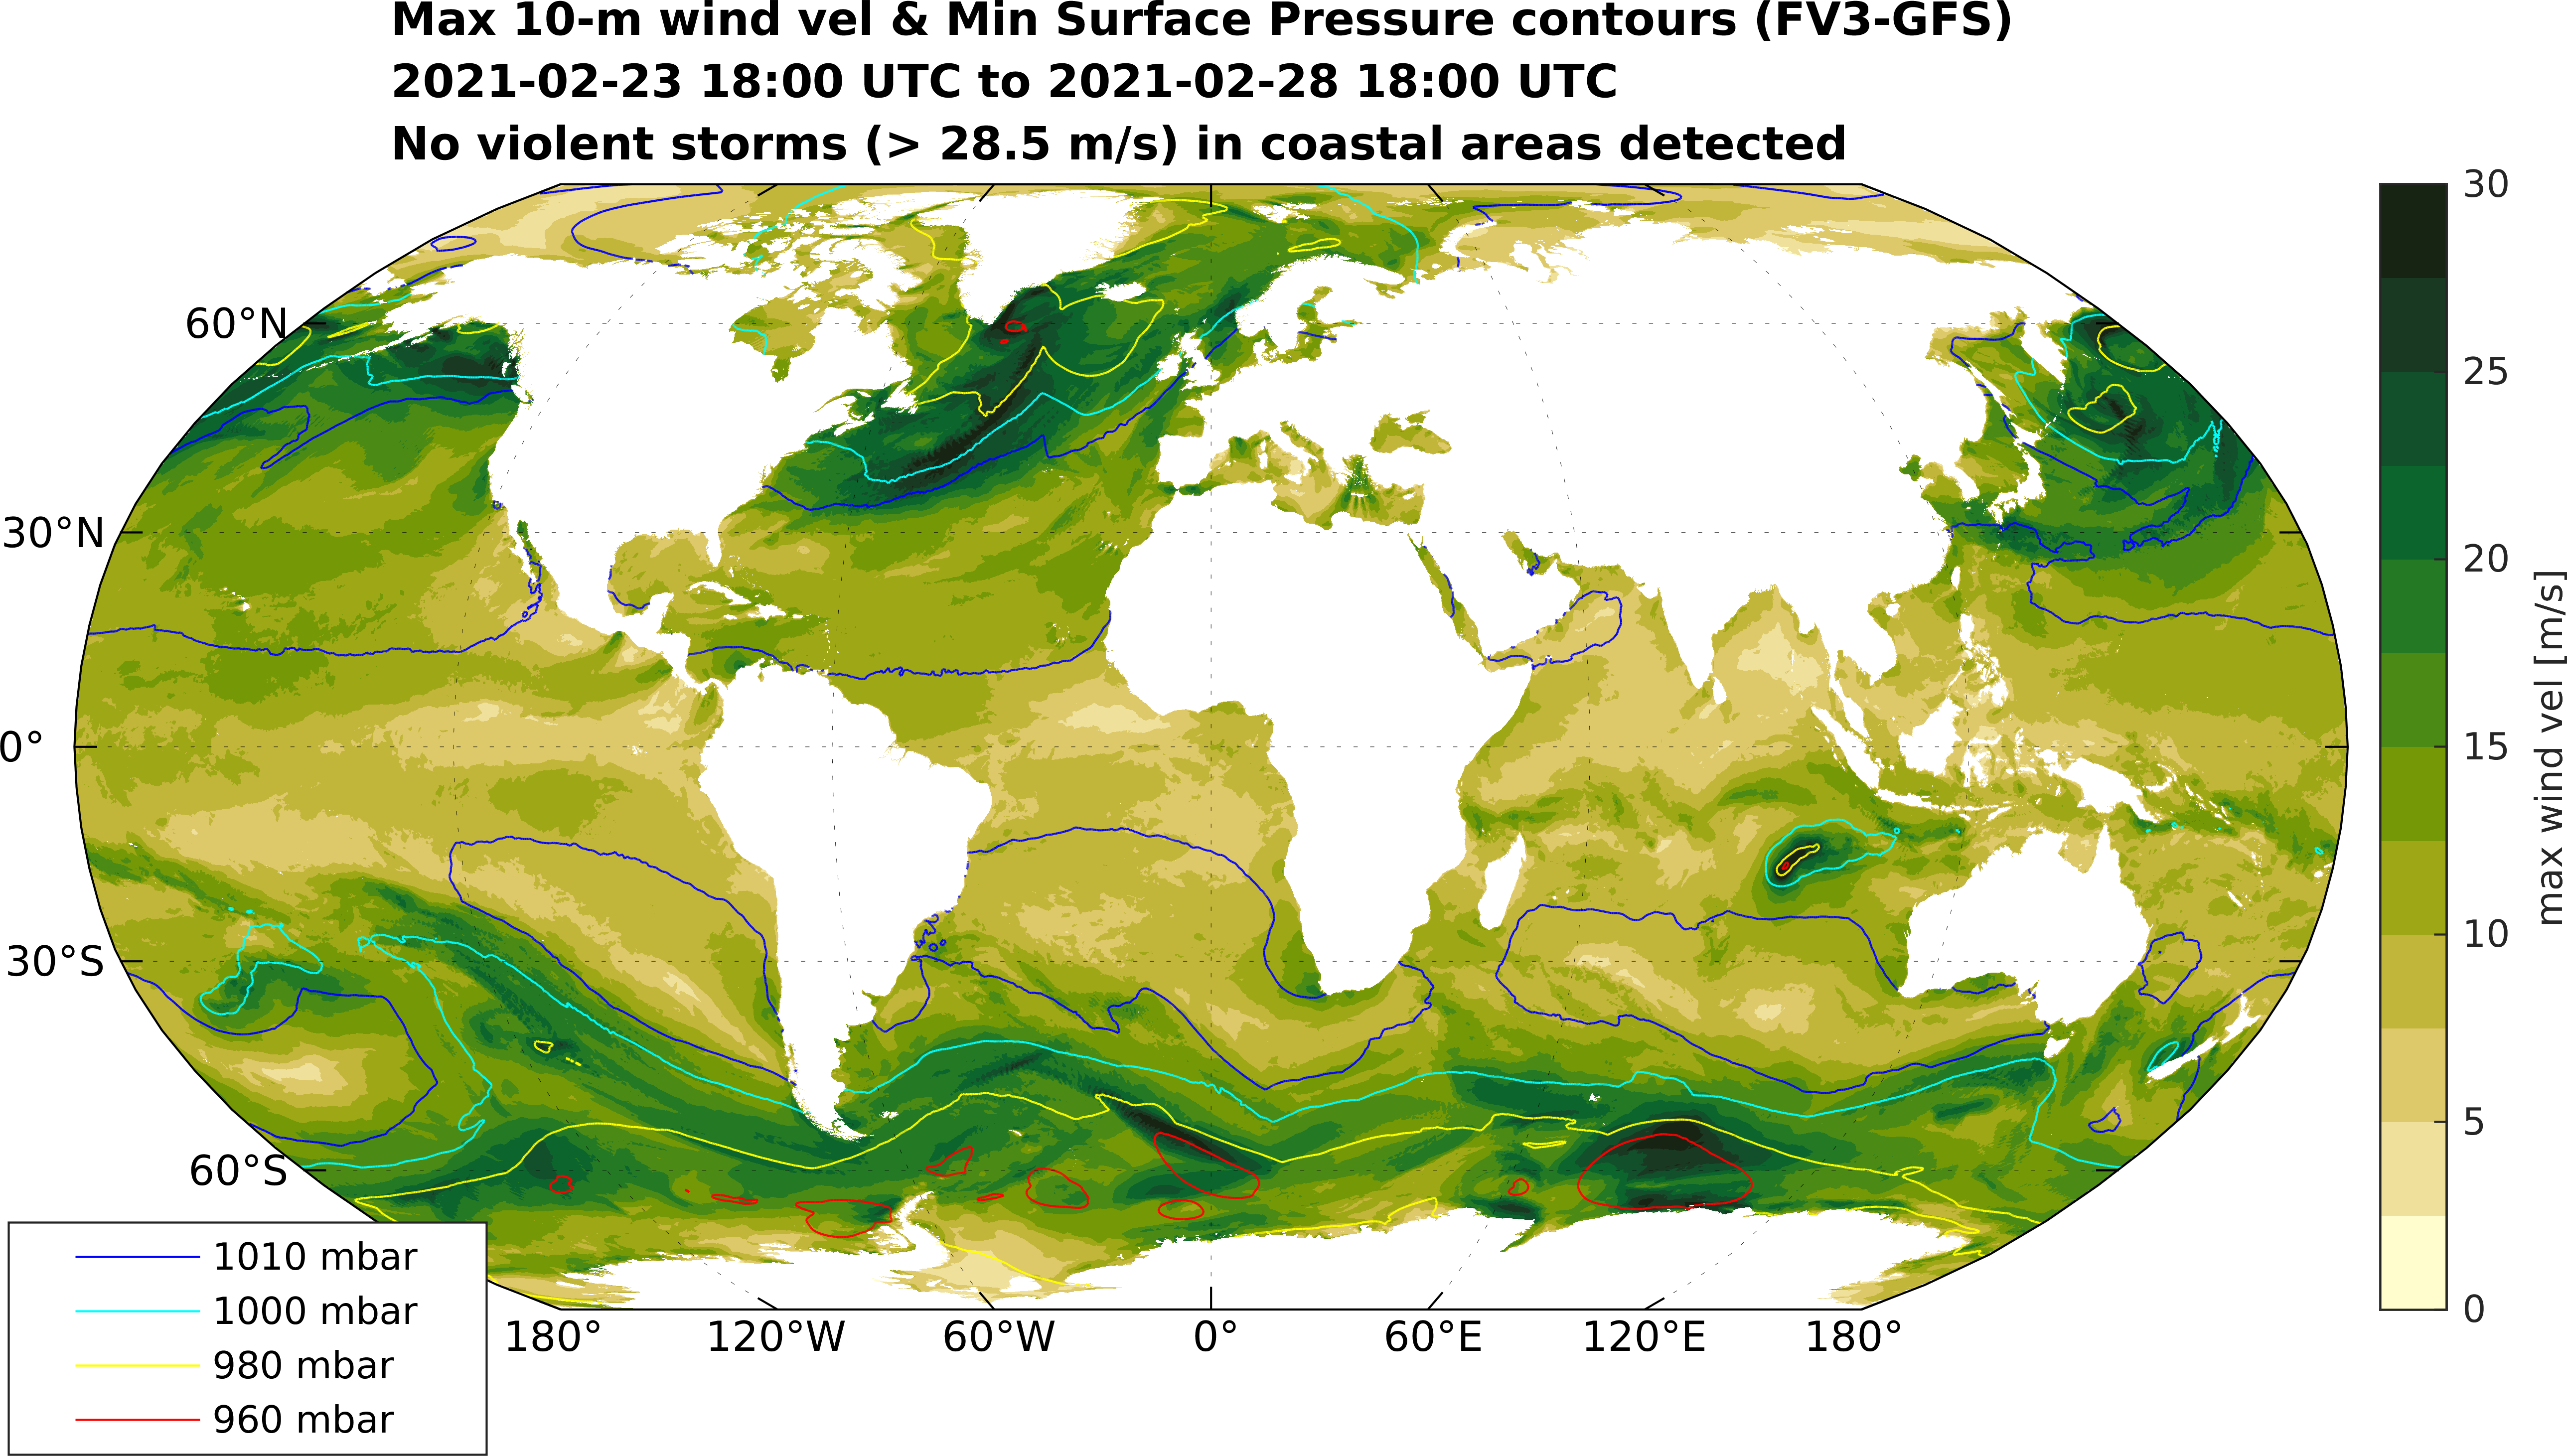 Max 10-m wind vel & Min Surface Pressure contours (FV3-GFS)
2021-02-23 18:00 UTC to 2021-02-28 18:00 UTC
No violent storms (> 28.5 m/s) in coastal areas detected
60°N
30°N
0°
30°S
60°S
180°
120°W
60°W
0°
60°E
120°E
180°
1010 mbar
1000 mbar
980 mbar
960 mbar
30
25
20
15
10
5
0
max wind vel [m/s]